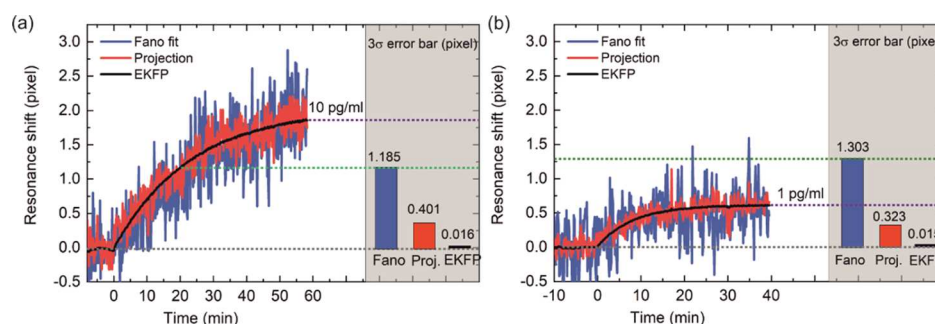 (a)
3.0
2.5
2.0
1.5
1.0
0.5
0.0
-0.5
Resonance shift (pixel)
Fano fit
Projection
EKFP
10 pg/ml
0 10 20 30 40 50 60
Time (min)
3σ error bar (pixel)
1.185
0.401
0.016
Fano Proj. EKFP
(b)
3.0
2.5
2.0
1.5
1.0
0.5
0.0
-0.5
Resonance shift (pixel)
Fano fit
Projection
EKFP
1 pg/ml
-10 0 10 20 30 40
Time (min)
3σ error bar (pixe
1.303
0.323
0.015
Fano Proj. EKF